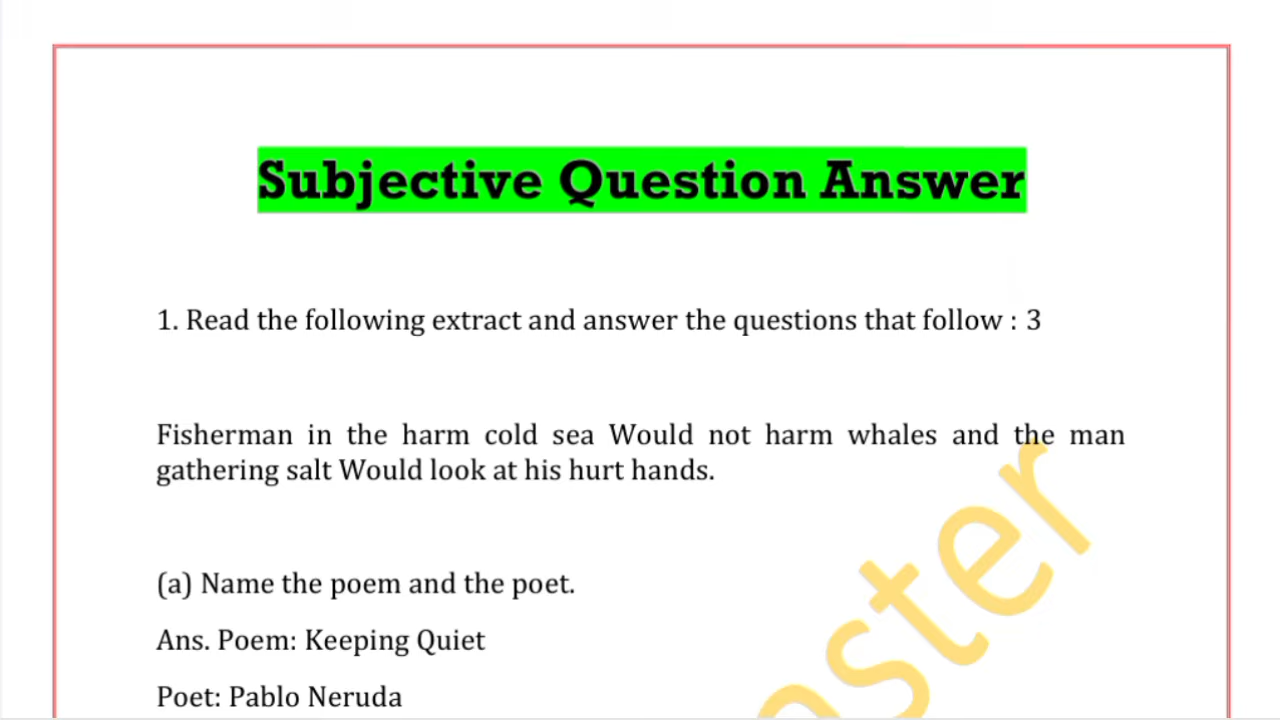 Subjective Question Answer
1. Read the following extract and answer the questions that follow : 3
Fisherman in the harm cold sea Would not harm whales and the man
gathering salt Would look at his hurt hands.
(a) Name the poem and the poet.
Ans. Poem: Keeping Quiet
Poet: Pablo Neruda